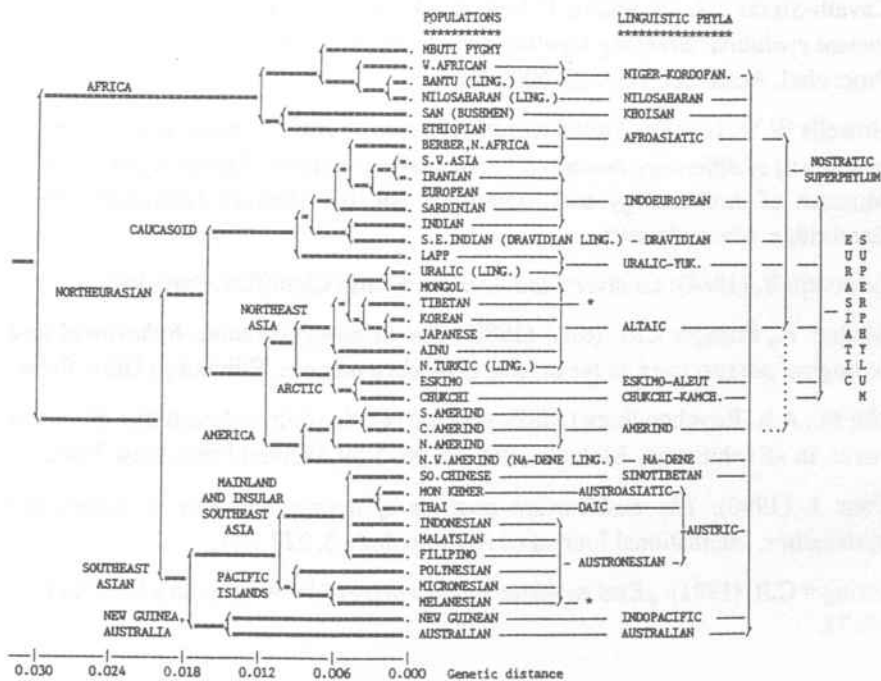 POPULATIONS LINGUISTIC PHYLA
*********** ****************
MBUTI PYGMY
W.AFRICAN
AFRICA BANTU (LING.) NIGER-KORDOFAN.
NILOSAHARAN (LING.) NILOSAHARAN
SAN (BUSHMEN) KHOISAN
ETHIOPIAN AFROASIATIC
BERBER,N.AFRICA
S.W.ASIA NOSTRATIC
IRANIAN SUPERPHYLUM
EUROPEAN INDOEUROPEAN
SARDINIAN
CAUCASOID INDIAN
S.E.INDIAN (DRAVIDIAN LING.) DRAVIDIAN
LAPP URALIC-YUK.
URALIC (LING.)
NORTHEURASIAN MONGOL
NORTHEAST ASIA TIBETAN *
KOREAN ALTAIC
JAPANESE
AINU
N.TURKIC (LING.)
ARCTIC ESKIMO ESKIMO-ALEUT
CHUKCHI CHUKCHI-KAMCH.
EURASIATIC SUPERPHYLUM
S.AMERIND
AMERICA C.AMERIND AMERIND
N.AMERIND
N.W.AMERIND (NA-DENE LING.) NA-DENE
SO.CHINESE SINOTIBETAN
MAINLAND AND INSULAR SOUTHEAST ASIA MON KHMER AUSTROASIATIC
THAI DAIC
INDONESIAN AUSTRIC
MALAYSIAN
FILIPINO AUSTRONESIAN
SOUTHEAST ASIAN POLYNESIAN
PACIFIC ISLANDS MICRONESIAN
MELANESIAN *
NEW GUINEA, AUSTRALIA NEW GUINEAN INDOPACIFIC
AUSTRALIAN AUSTRALIAN
0.030 0.024 0.018 0.012 0.006 0.000 Genetic distance